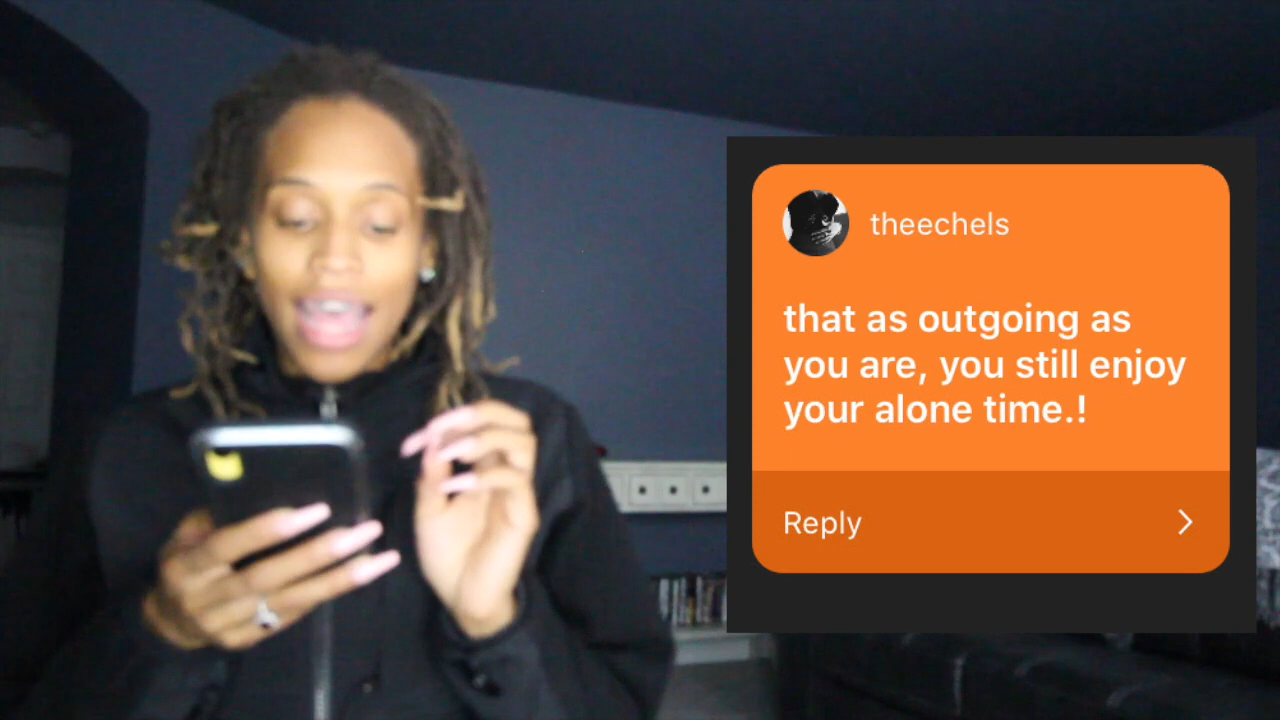 theechels
that as outgoing as
you are, you still enjoy
your alone time.!
Reply